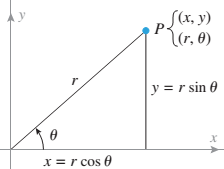 y
P { (x, y)
(r, θ)
r
y = r sin θ
θ
x
x = r cos θ